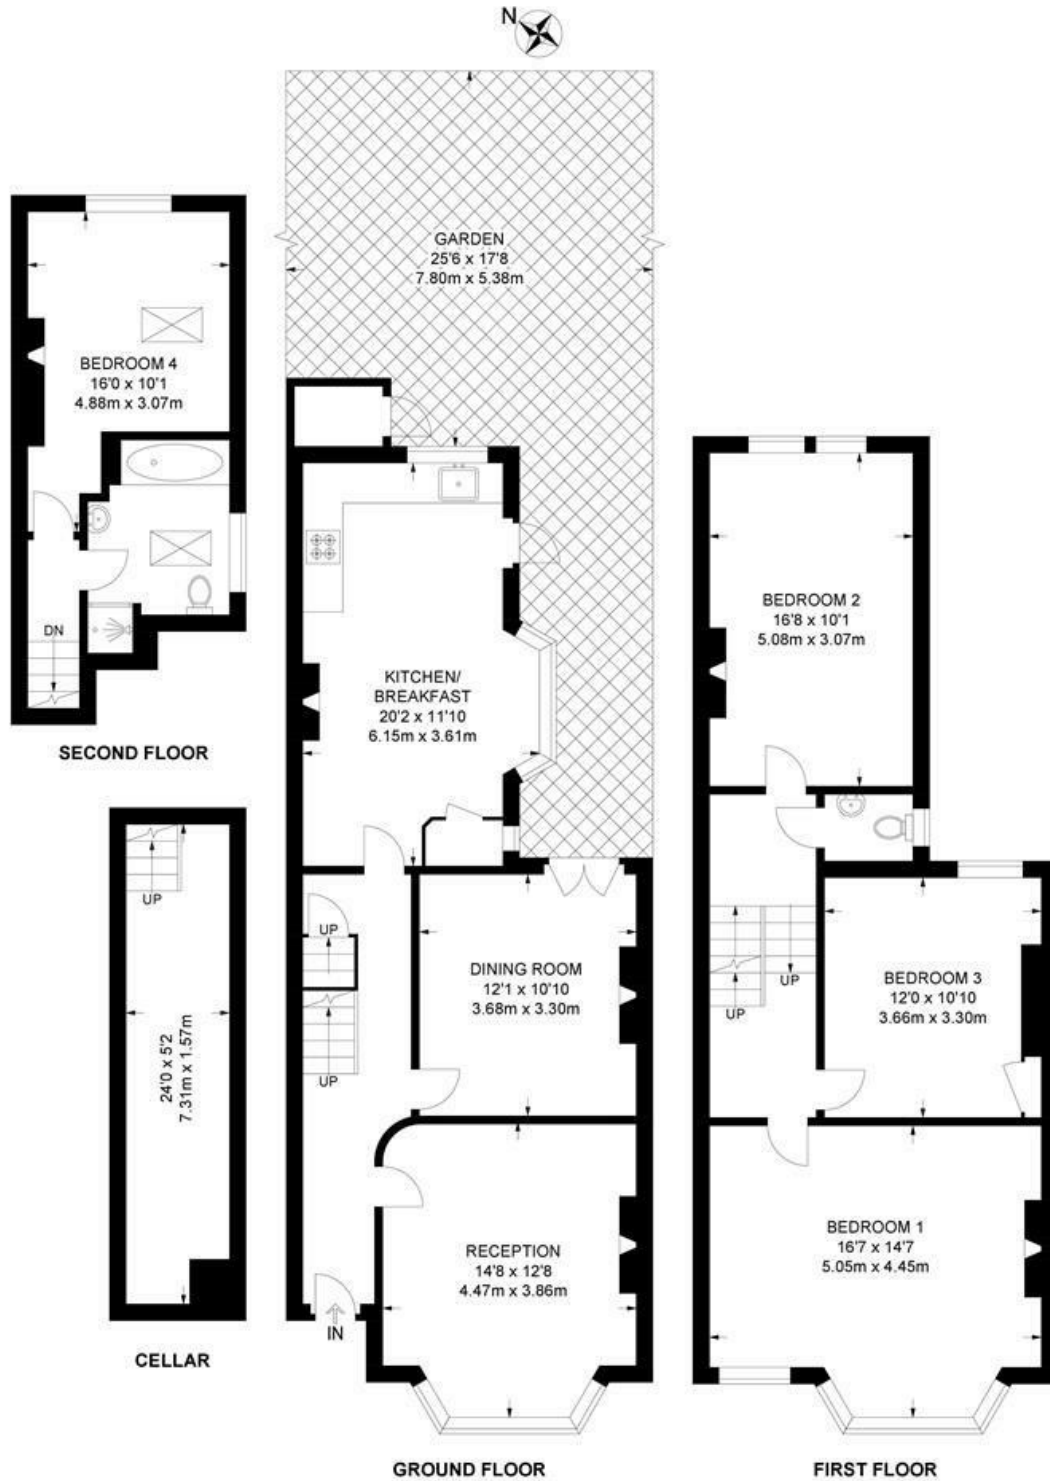 N
GARDEN
25'6 x 17'8
7.80m x 5.38m
BEDROOM 4
16'0 x 10'1
4.88m x 3.07m
DN
SECOND FLOOR
UP
24'0 x 5'2
7.31m x 1.57m
CELLAR
KITCHEN/
BREAKFAST
20'2 x 11'10
6.15m x 3.61m
UP
UP
DINING ROOM
12'1 x 10'10
3.68m x 3.30m
RECEPTION
14'8 x 12'8
4.47m x 3.86m
IN
GROUND FLOOR
BEDROOM 2
16'8 x 10'1
5.08m x 3.07m
UP
UP
BEDROOM 3
12'0 x 10'10
3.66m x 3.30m
BEDROOM 1
16'7 x 14'7
5.05m x 4.45m
FIRST FLOOR